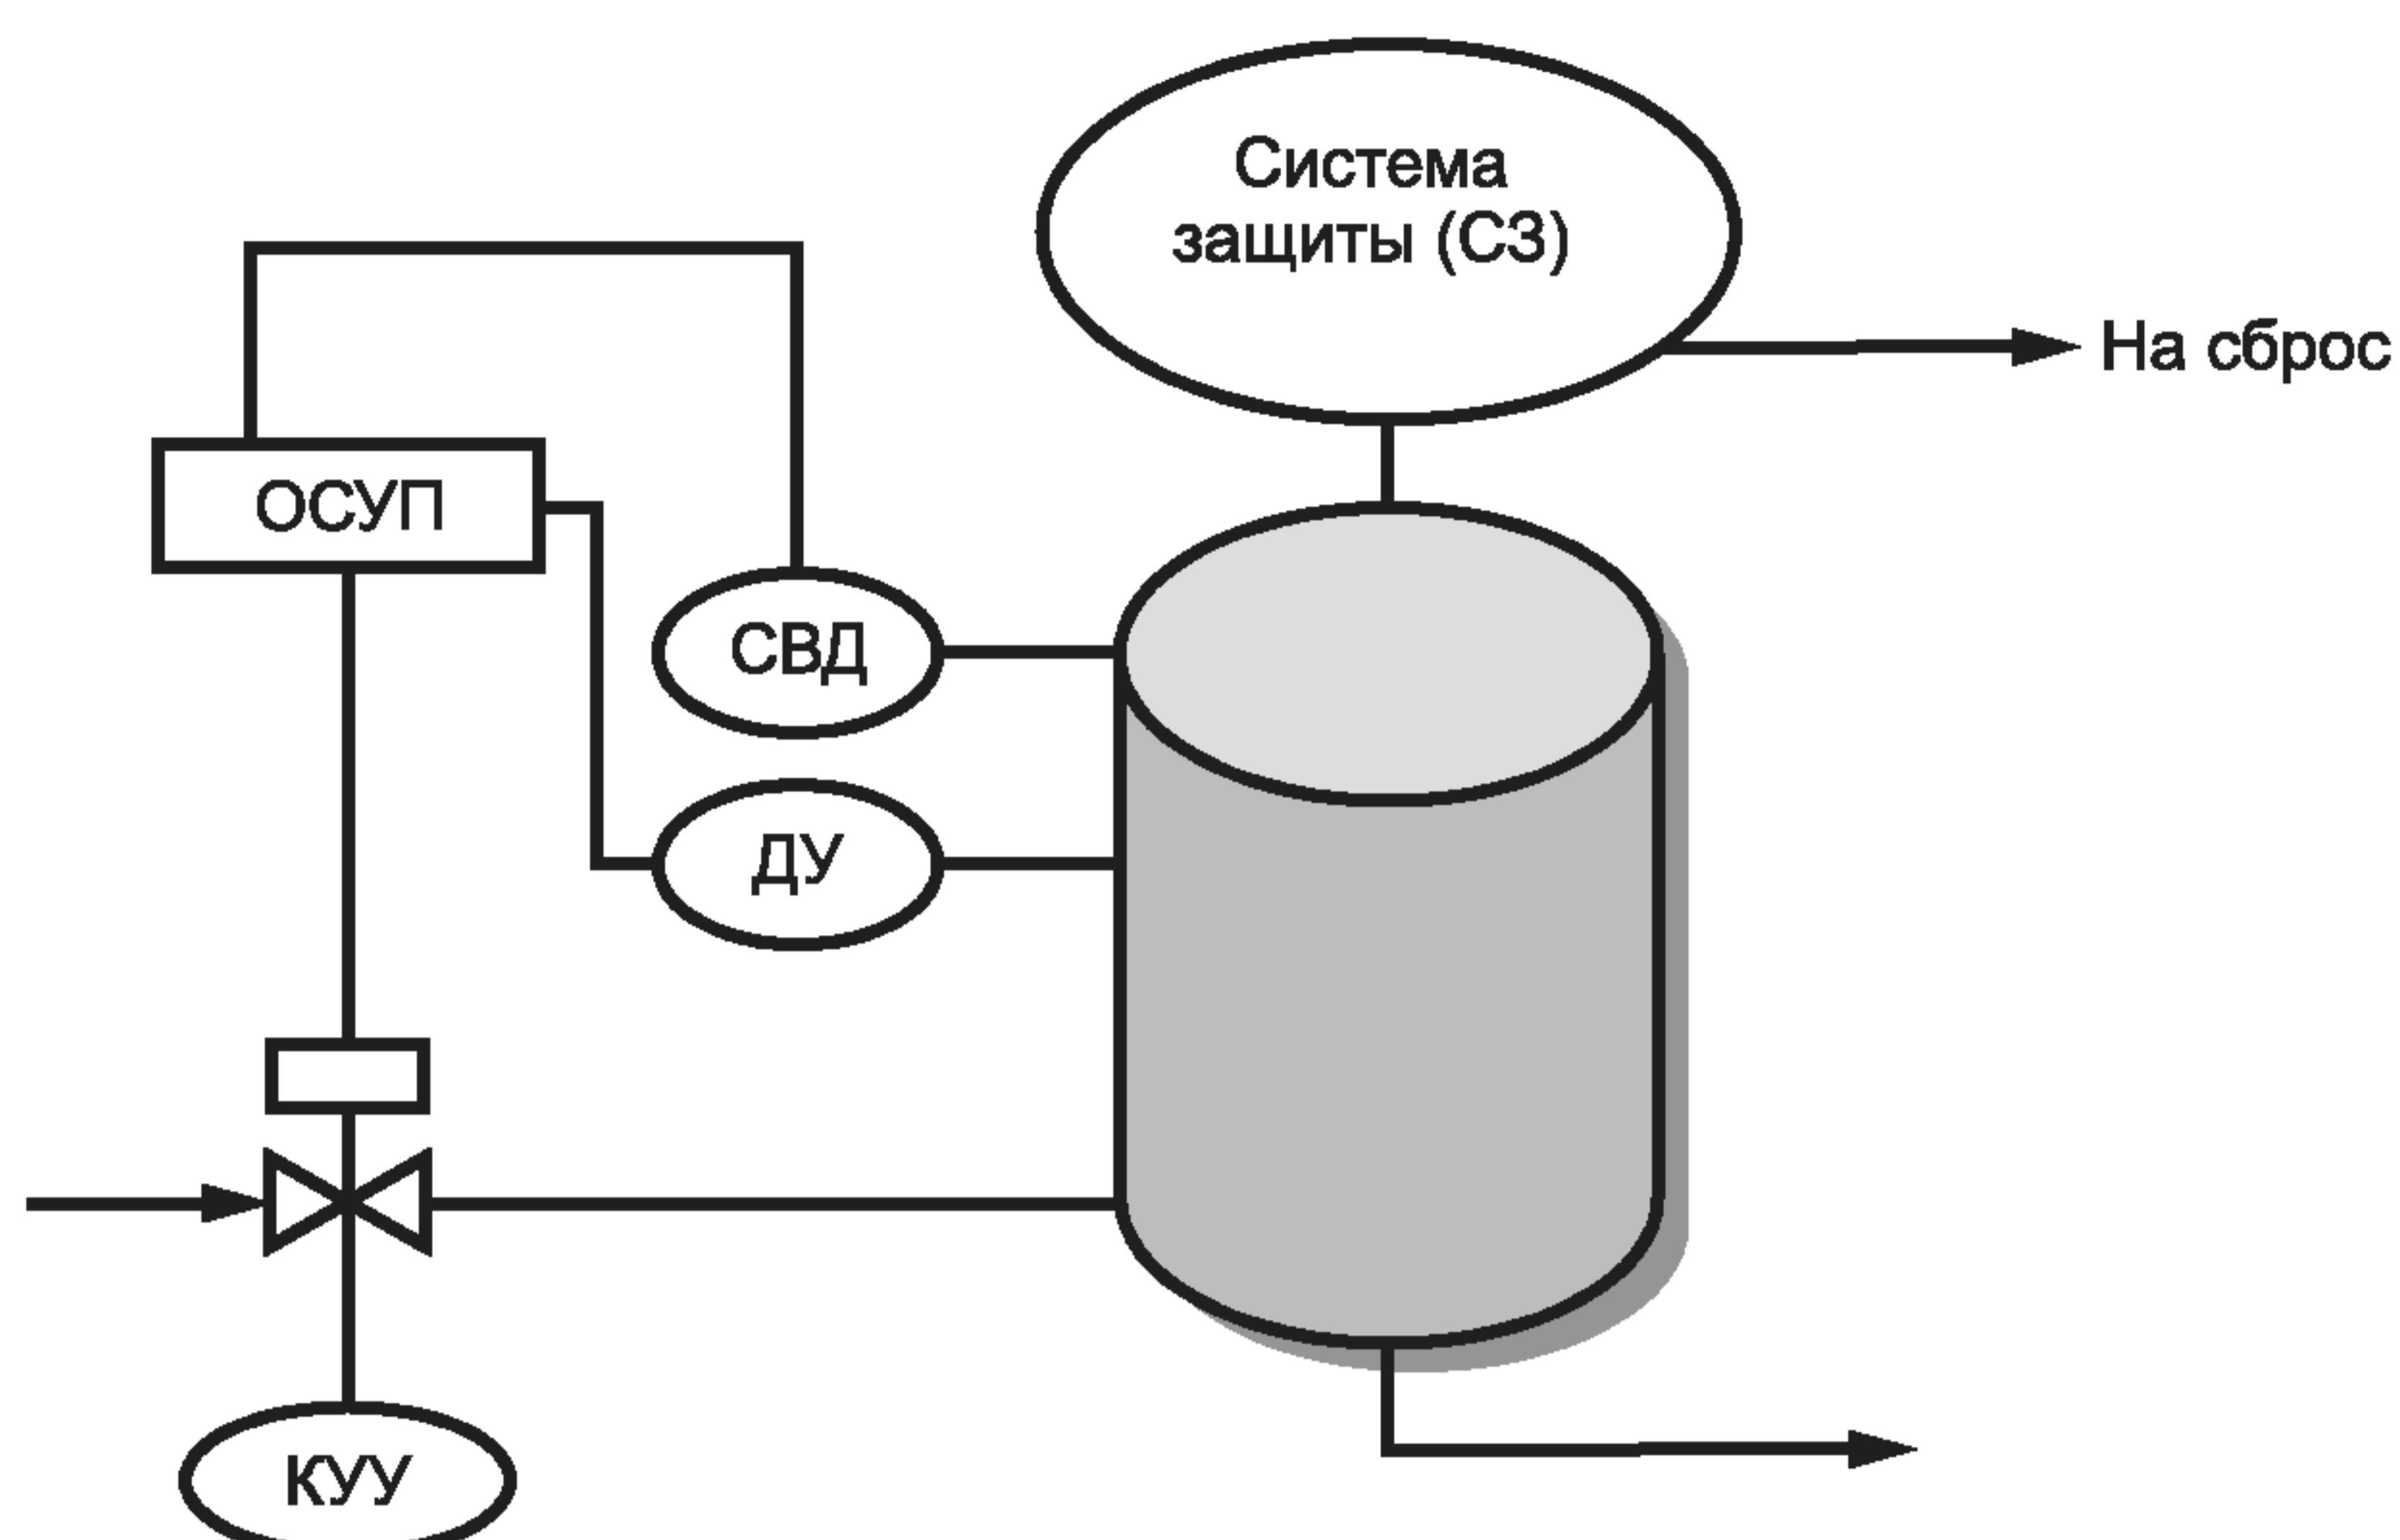 Система
защиты (СЗ)
На сброс
ОСУП
СВД
ДУ
КУУ